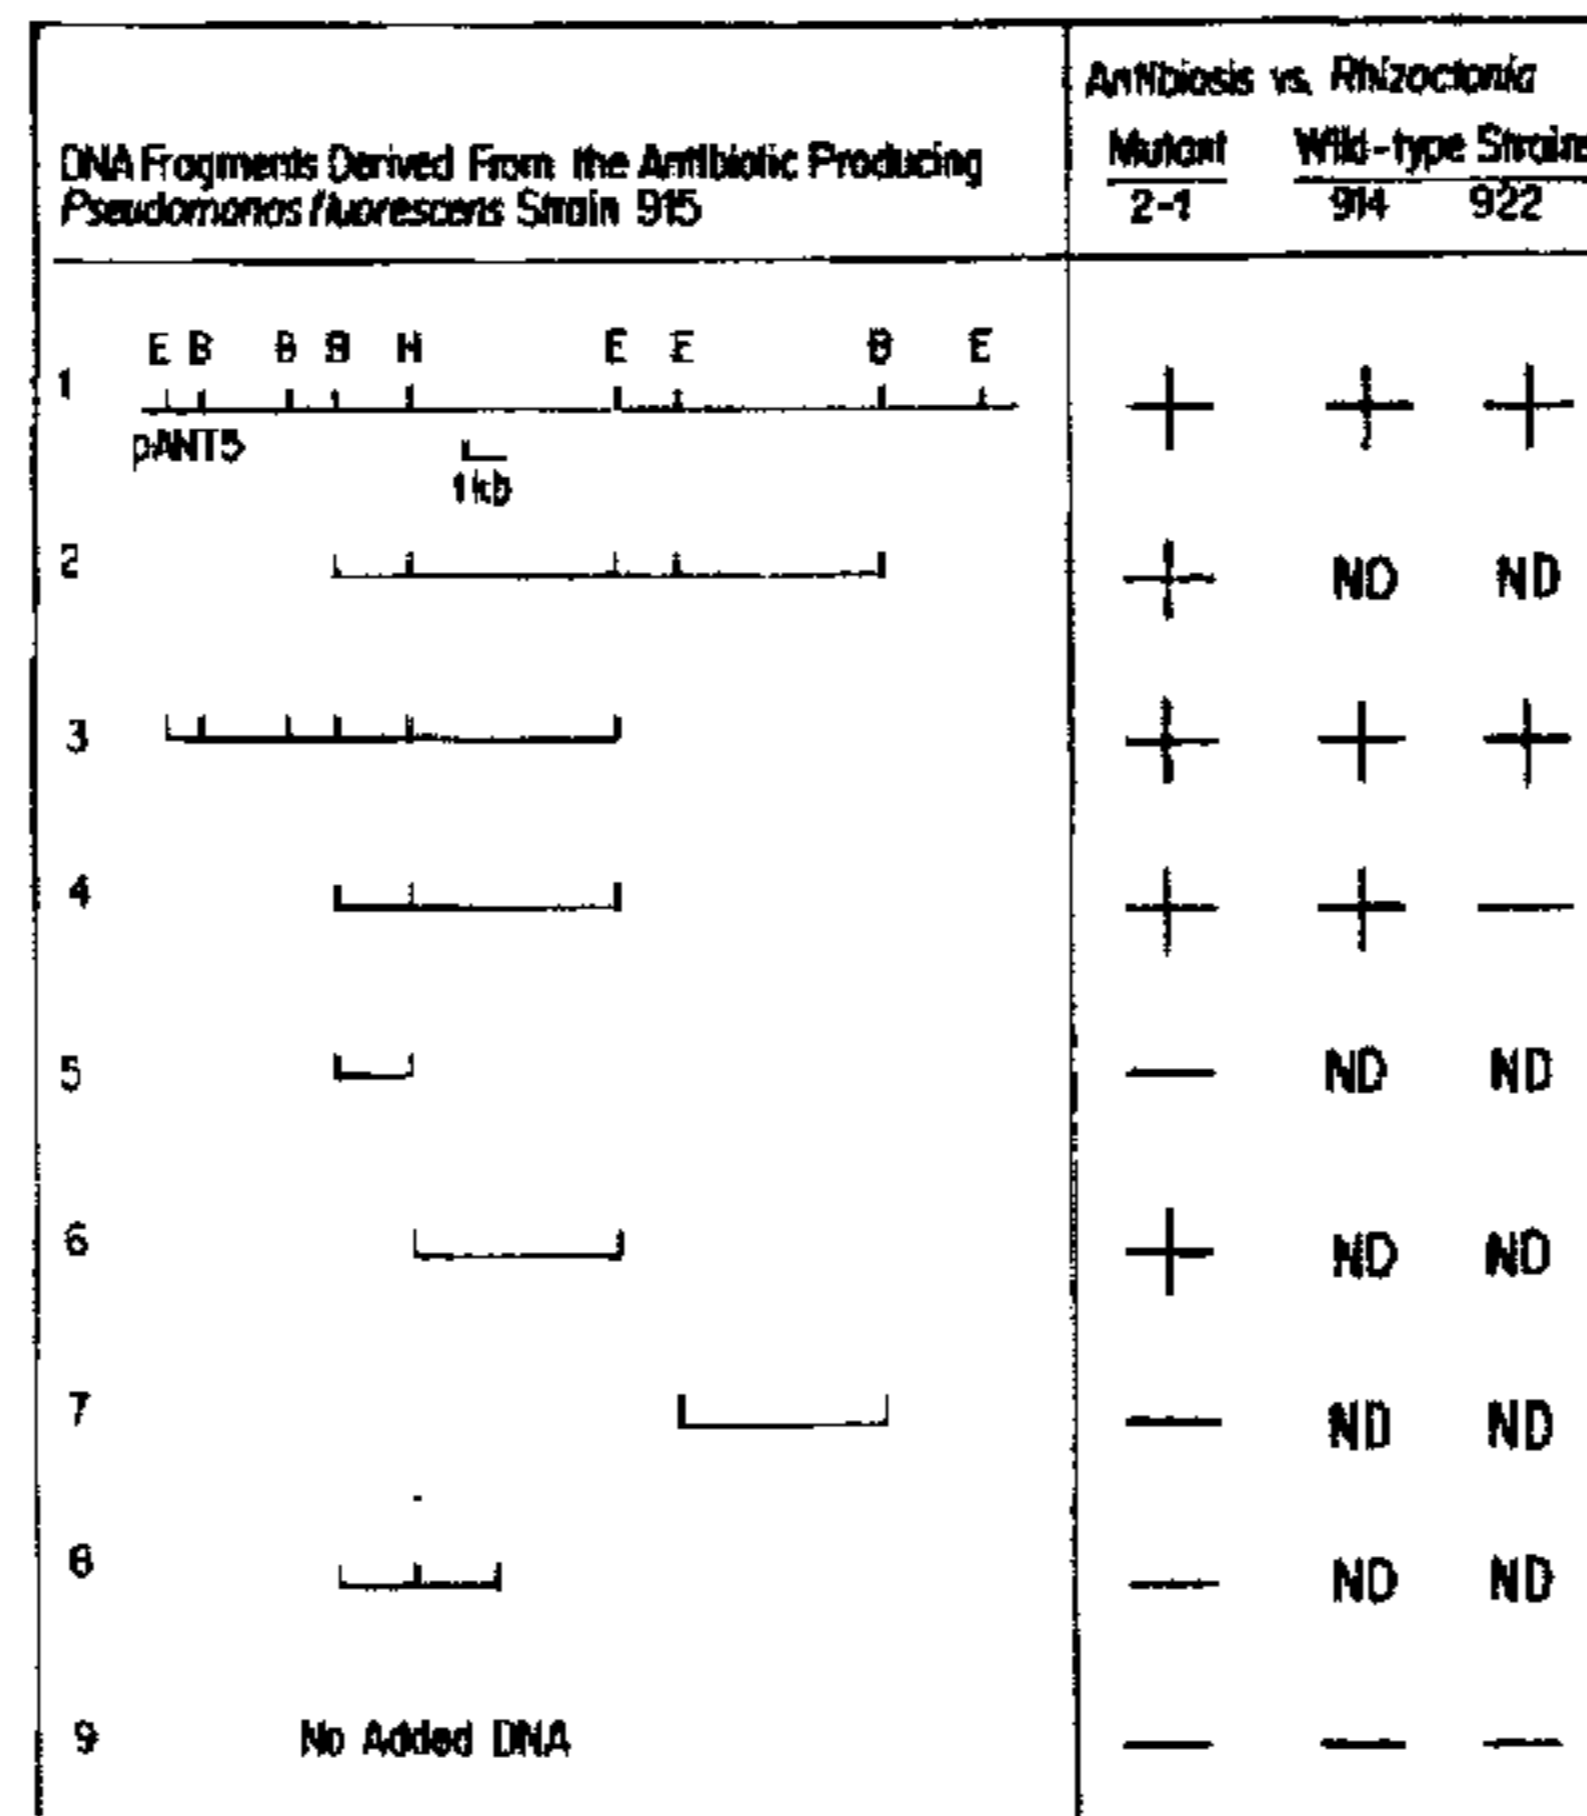 Antibiosis vs. Rhizoctonia
DNA Fragments Derived From the Antibiotic Producing
Pseudomonas fluorescens Strain 915
Mutant Wild-type Strains
2-1 914 922
E B B B H E E B E
1 + + +
pANT5
1 kb
2 + ND ND
3 + + +
4 + + —
5 — ND ND
6 + ND ND
7 — ND ND
8 — ND ND
9 No Added DNA — — —